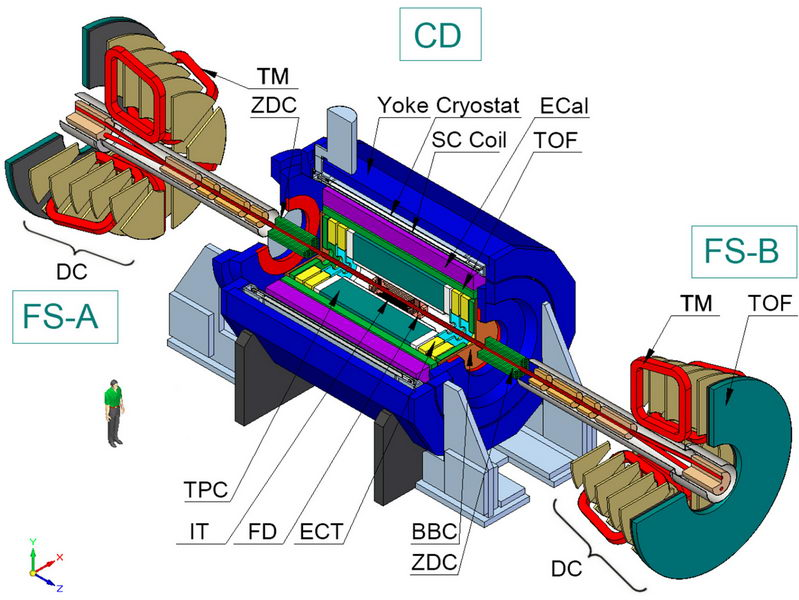 CD
TM
ZDC
Yoke Cryostat
ECal
SC Coil
TOF
DC
FS-A
FS-B
TM
TOF
TPC
IT
FD
ECT
BBC
ZDC
DC
Y
X
Z